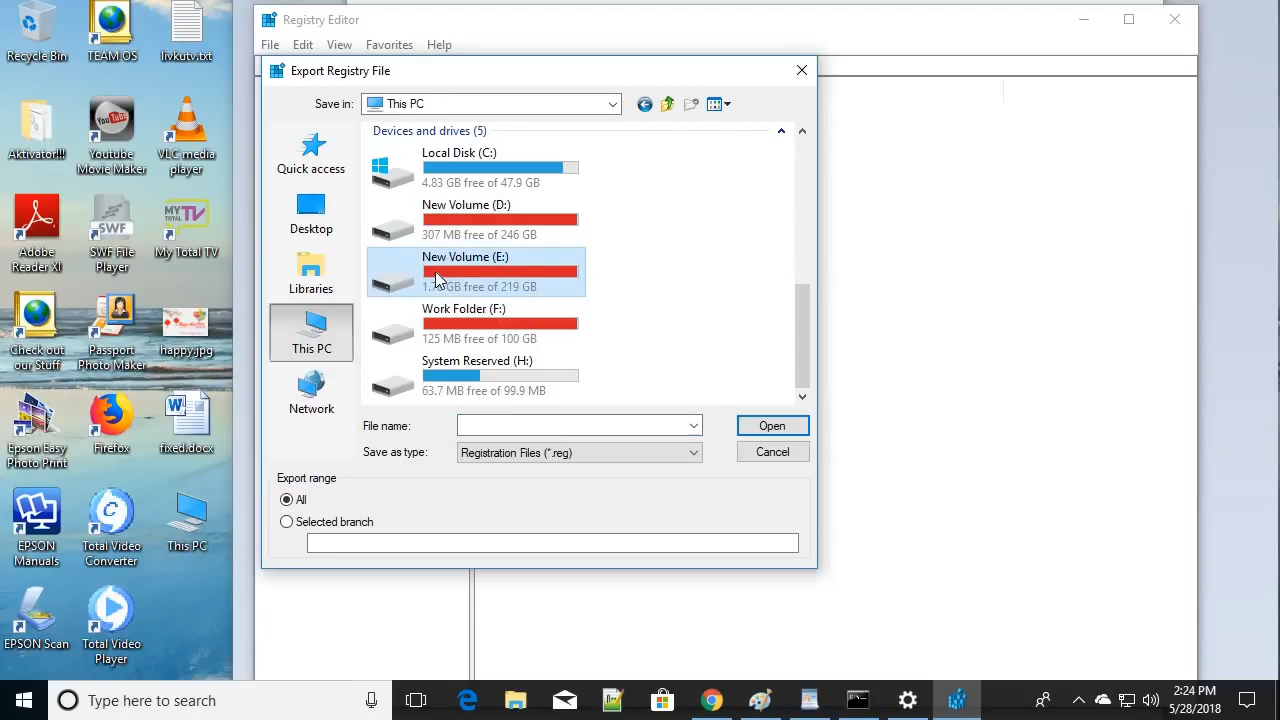 Recycle Bin
TEAM OS
livkutv.txt
Aktivator!!!
Youtube
Movie Maker
VLC media
player
Adobe
Reader XI
SWF File
Player
My Total TV
Check out
our Stuff
Passport
Photo Maker
happy.jpg
Epson Easy
Photo Print
Firefox
fixed.docx
EPSON
Manuals
Total Video
Converter
This PC
EPSON Scan
Total Video
Player
Registry Editor
File Edit View Favorites Help
Export Registry File
Save in: This PC
Quick access
Desktop
Libraries
This PC
Network
Devices and drives (5)
Local Disk (C:)
4.83 GB free of 47.9 GB
New Volume (D:)
307 MB free of 246 GB
New Volume (E:)
GB free of 219 GB
Work Folder (F:)
125 MB free of 100 GB
System Reserved (H:)
63.7 MB free of 99.9 MB
File name: Open
Save as type: Registration Files (*.reg) Cancel
Export range
All
Selected branch
Type here to search
2:24 PM
5/28/2018